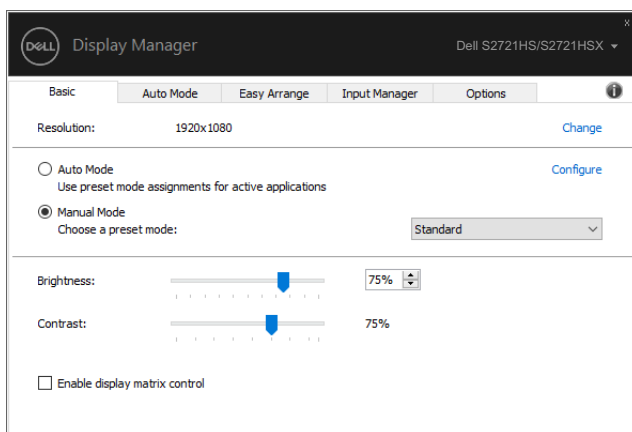 x
DELL Display Manager Dell S2721HS/S2721HSX
Basic Auto Mode Easy Arrange Input Manager Options
Resolution: 1920x1080 Change
Auto Mode Configure
Use preset mode assignments for active applications
Manual Mode
Choose a preset mode: Standard
Brightness: 75%
Contrast: 75%
Enable display matrix control